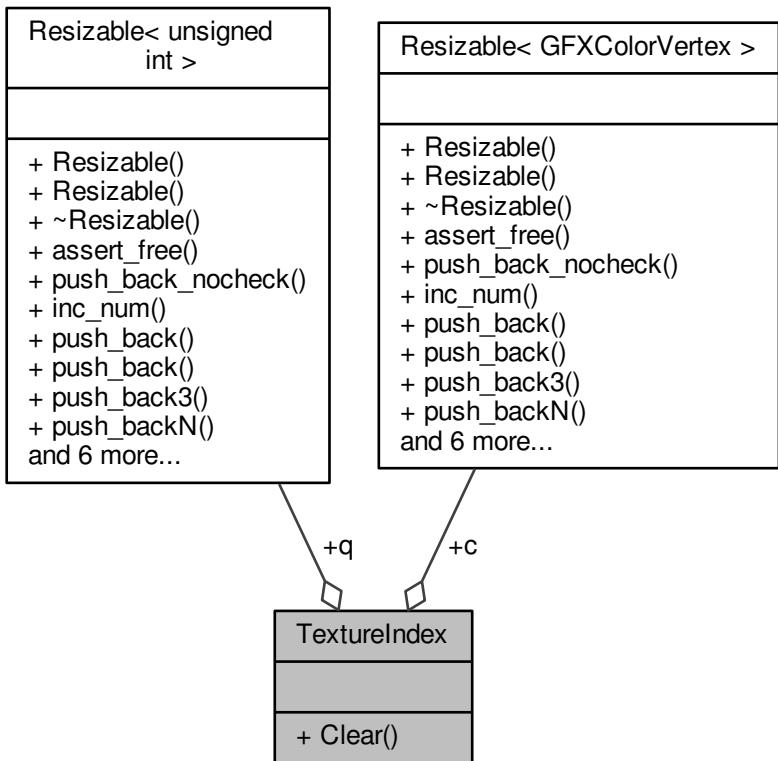 Resizable< unsigned
int >
+ Resizable()
+ Resizable()
+ ~Resizable()
+ assert_free()
+ push_back_nocheck()
+ inc_num()
+ push_back()
+ push_back()
+ push_back3()
+ push_backN()
and 6 more...
Resizable< GFXColorVertex >
+ Resizable()
+ Resizable()
+ ~Resizable()
+ assert_free()
+ push_back_nocheck()
+ inc_num()
+ push_back()
+ push_back()
+ push_back3()
+ push_backN()
and 6 more...
+q
+c
TextureIndex
+ Clear()